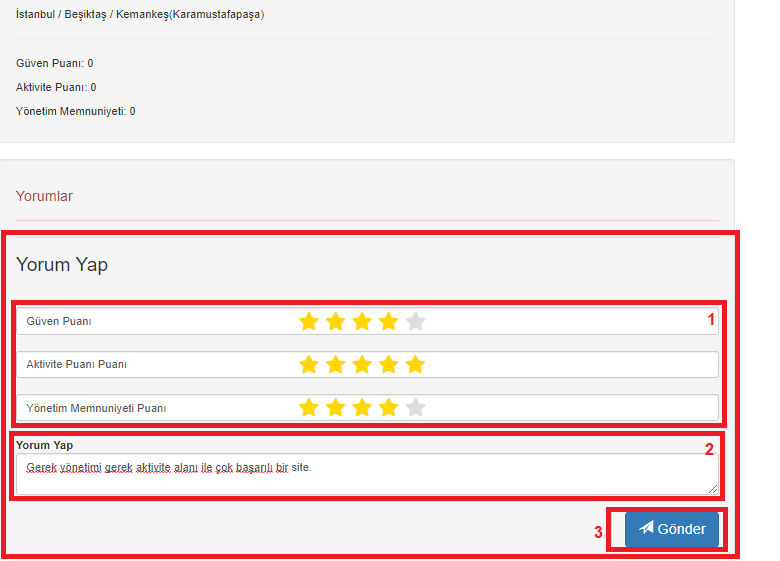 İstanbul / Beşiktaş / Kemankeş(Karamustafapaşa)
Güven Puanı: 0
Aktivite Puanı: 0
Yönetim Memnuniyeti: 0
Yorumlar
Yorum Yap
Güven Puanı
1
Aktivite Puanı Puanı
Yönetim Memnuniyeti Puanı
Yorum Yap
2
Gerek yönetimi gerek aktivite alanı ile çok başarılı bir site.
3
Gönder